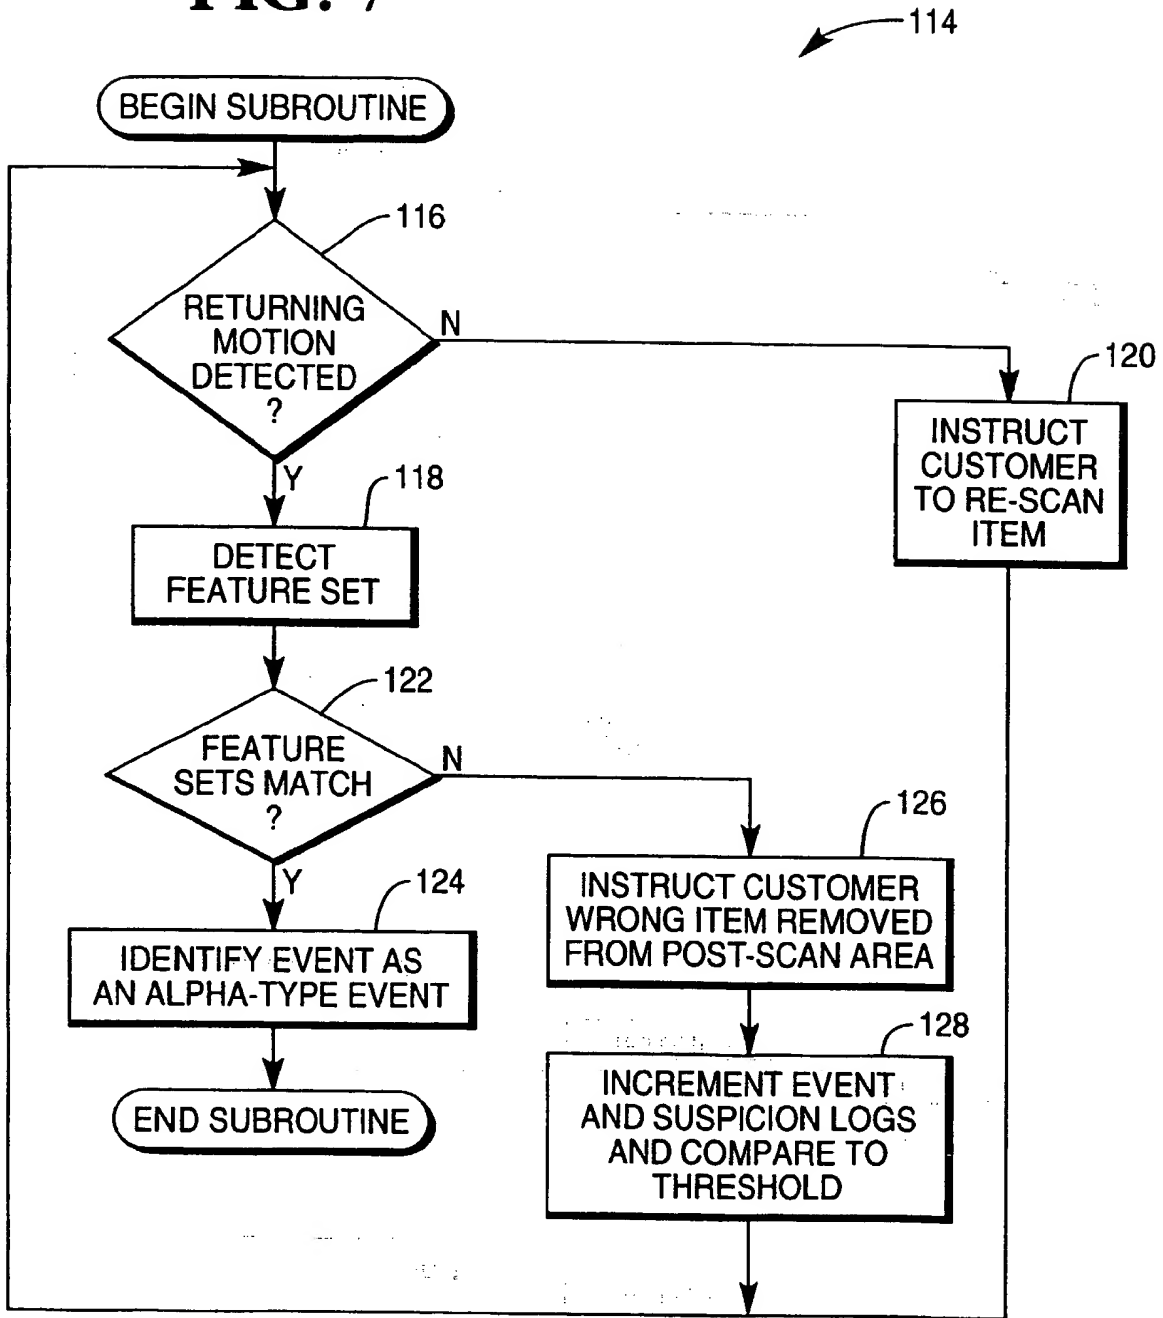 FIG. 7
114
BEGIN SUBROUTINE
116
RETURNING
MOTION
DETECTED
?
N
Y
120
INSTRUCT
CUSTOMER
TO RE-SCAN
ITEM
118
DETECT
FEATURE SET
122
FEATURE
SETS MATCH
?
N
Y
126
INSTRUCT CUSTOMER
WRONG ITEM REMOVED
FROM POST-SCAN AREA
124
IDENTIFY EVENT AS
AN ALPHA-TYPE EVENT
128
INCREMENT EVENT
AND SUSPICION LOGS
AND COMPARE TO
THRESHOLD
END SUBROUTINE